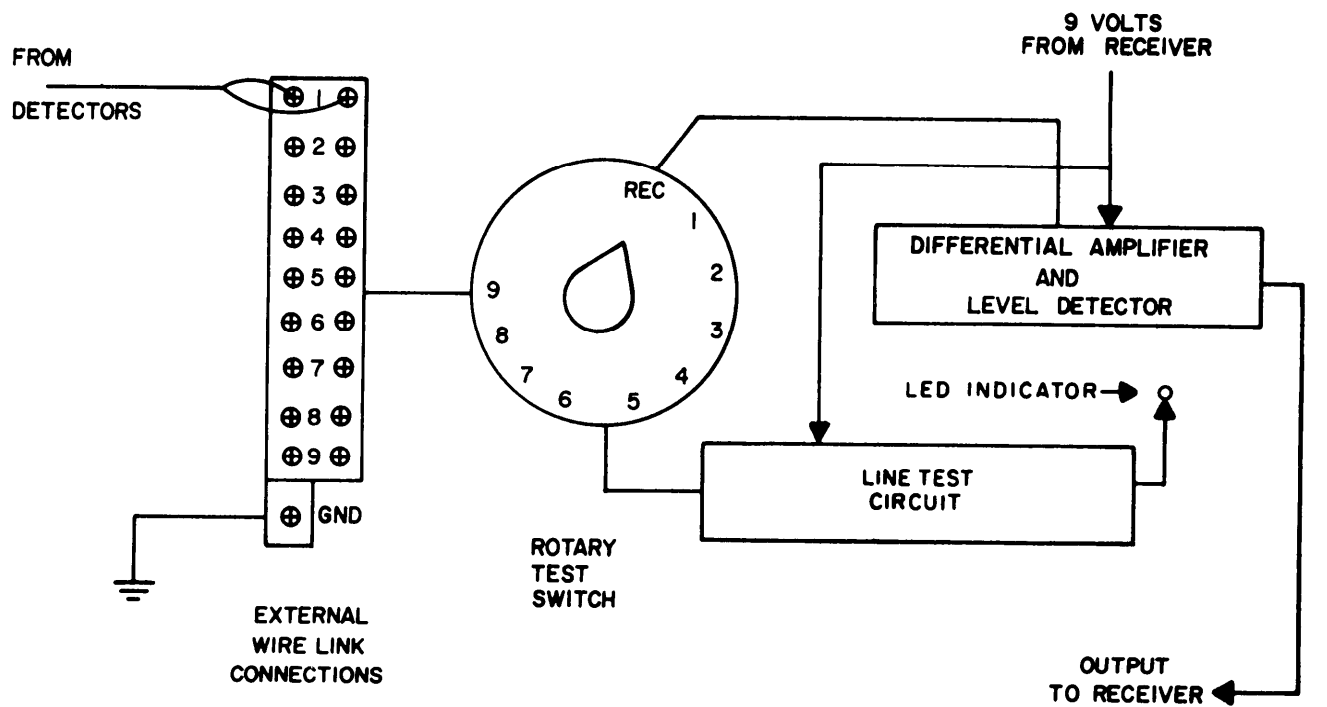 FROM
DETECTORS
1
2
3
4
5
6
7
8
9
GND
EXTERNAL
WIRE LINK
CONNECTIONS
REC
1
2
3
4
5
6
7
8
9
ROTARY
TEST
SWITCH
9 VOLTS
FROM RECEIVER
DIFFERENTIAL AMPLIFIER
AND
LEVEL DETECTOR
LED INDICATOR
LINE TEST
CIRCUIT
OUTPUT
TO RECEIVER